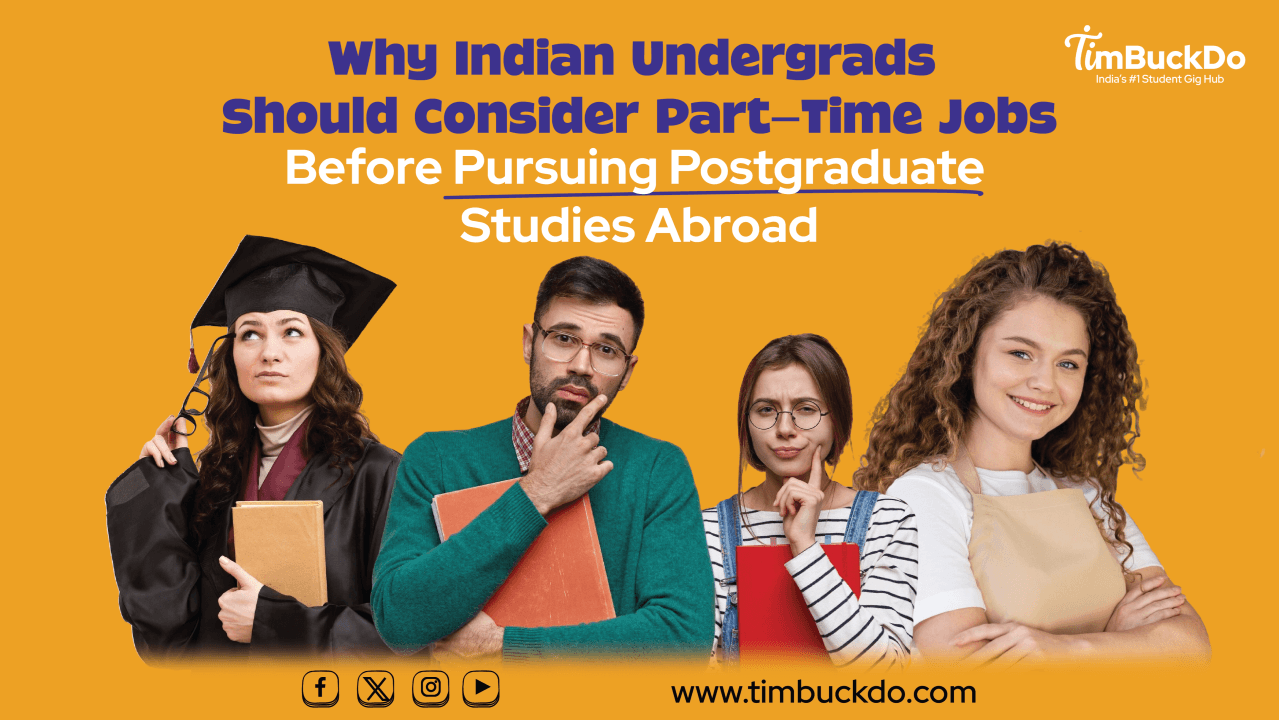 Why Indian Undergrads
Should Consider Part–Time Jobs
Before Pursuing Postgraduate
Studies Abroad
TimBuckDo
India's #1 Student Gig Hub
www.timbuckdo.com